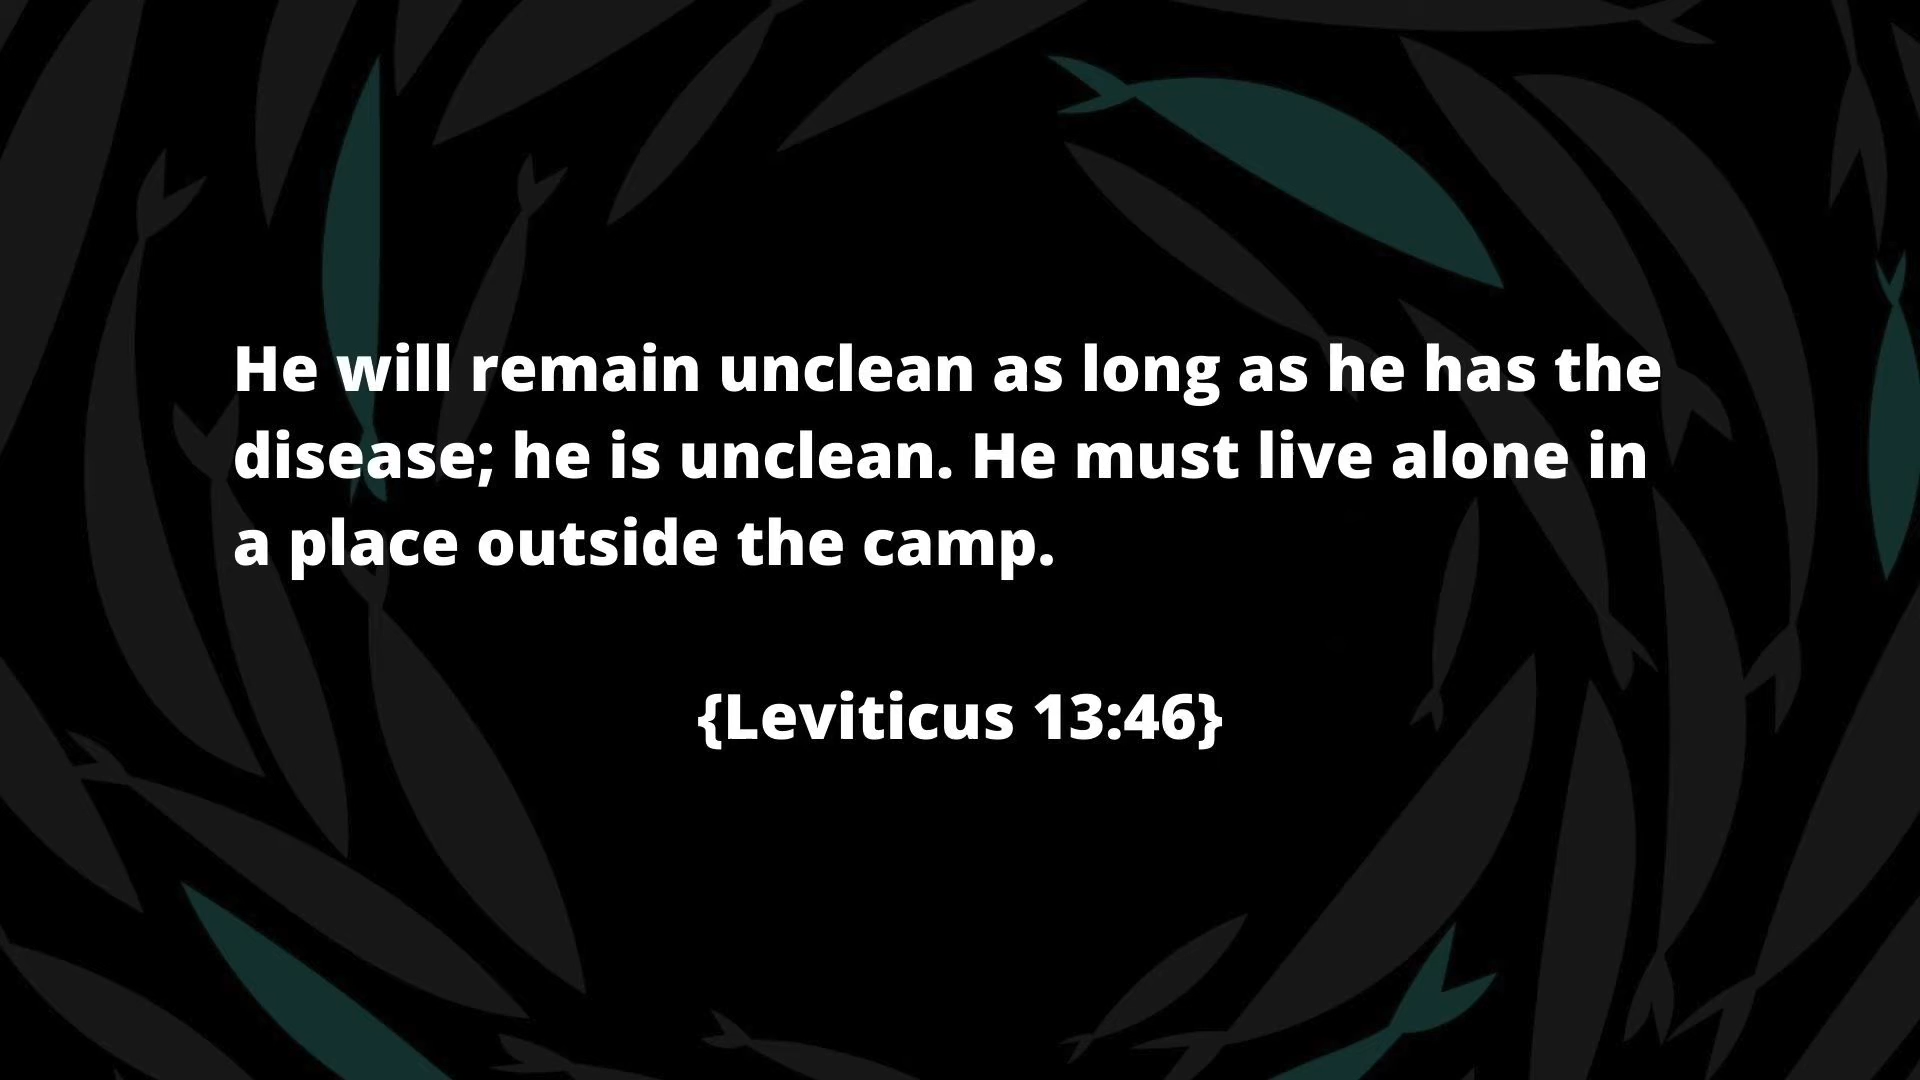 He will remain unclean as long as he has the
disease; he is unclean. He must live alone in
a place outside the camp.
{Leviticus 13:46}